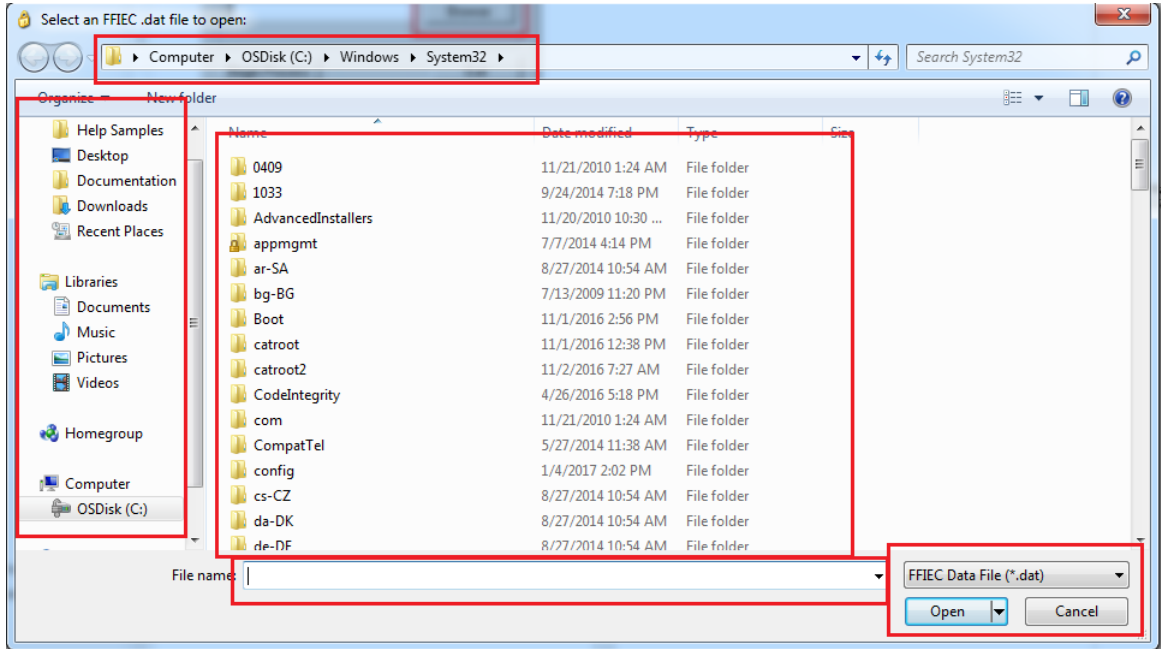 Select an FFIEC .dat file to open:
Computer OSDisk (C:) Windows System32
Search System32
Organize New folder
Help Samples
Desktop
Documentation
Downloads
Recent Places
Libraries
Documents
Music
Pictures
Videos
Homegroup
Computer
OSDisk (C:)
Name Date modified Type Size
0409 11/21/2010 1:24 AM File folder
1033 9/24/2014 7:18 PM File folder
AdvancedInstallers 11/20/2010 10:30 ... File folder
appmgmt 7/7/2014 4:14 PM File folder
ar-SA 8/27/2014 10:54 AM File folder
bg-BG 7/13/2009 11:20 PM File folder
Boot 11/1/2016 2:56 PM File folder
catroot 11/1/2016 12:38 PM File folder
catroot2 11/2/2016 7:27 AM File folder
CodeIntegrity 4/26/2016 5:18 PM File folder
com 11/21/2010 1:24 AM File folder
CompatTel 5/27/2014 11:38 AM File folder
config 1/4/2017 2:02 PM File folder
cs-CZ 8/27/2014 10:54 AM File folder
da-DK 8/27/2014 10:54 AM File folder
de-DE 8/27/2014 10:54 AM File folder
File name:
FFIEC Data File (*.dat)
Open Cancel